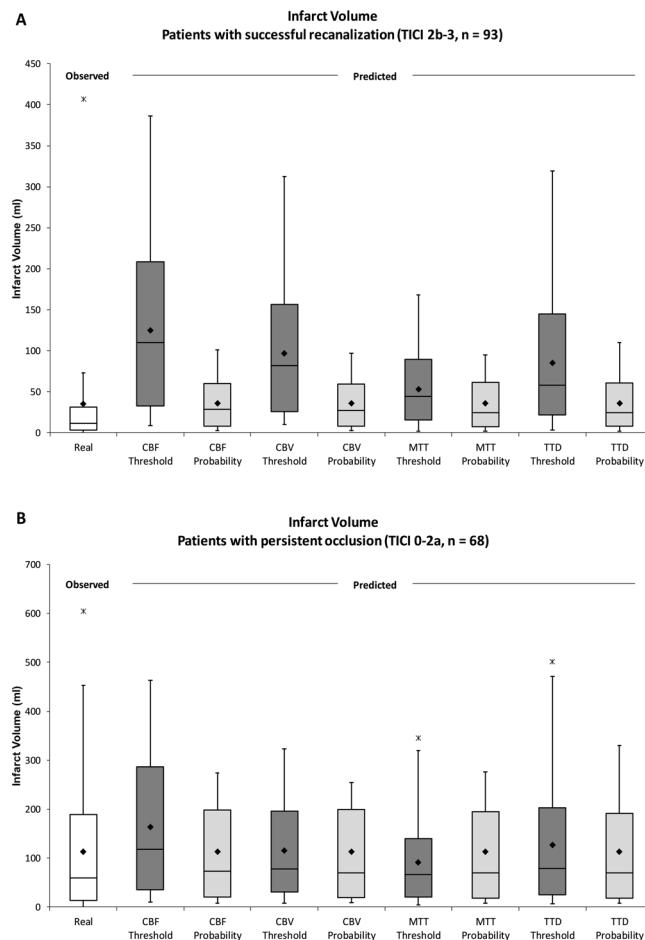 A
Infarct Volume
Patients with successful recanalization (TICI 2b-3, n = 93)
Observed
Predicted
Infarct Volume (ml)
450
400
350
300
250
200
150
100
50
0
Real
CBF Threshold
CBF Probability
CBV Threshold
CBV Probability
MTT Threshold
MTT Probability
TTD Threshold
TTD Probability
B
Infarct Volume
Patients with persistent occlusion (TICI 0-2a, n = 68)
Observed
Predicted
Infarct Volume (ml)
700
600
500
400
300
200
100
0
Real
CBF Threshold
CBF Probability
CBV Threshold
CBV Probability
MTT Threshold
MTT Probability
TTD Threshold
TTD Probability